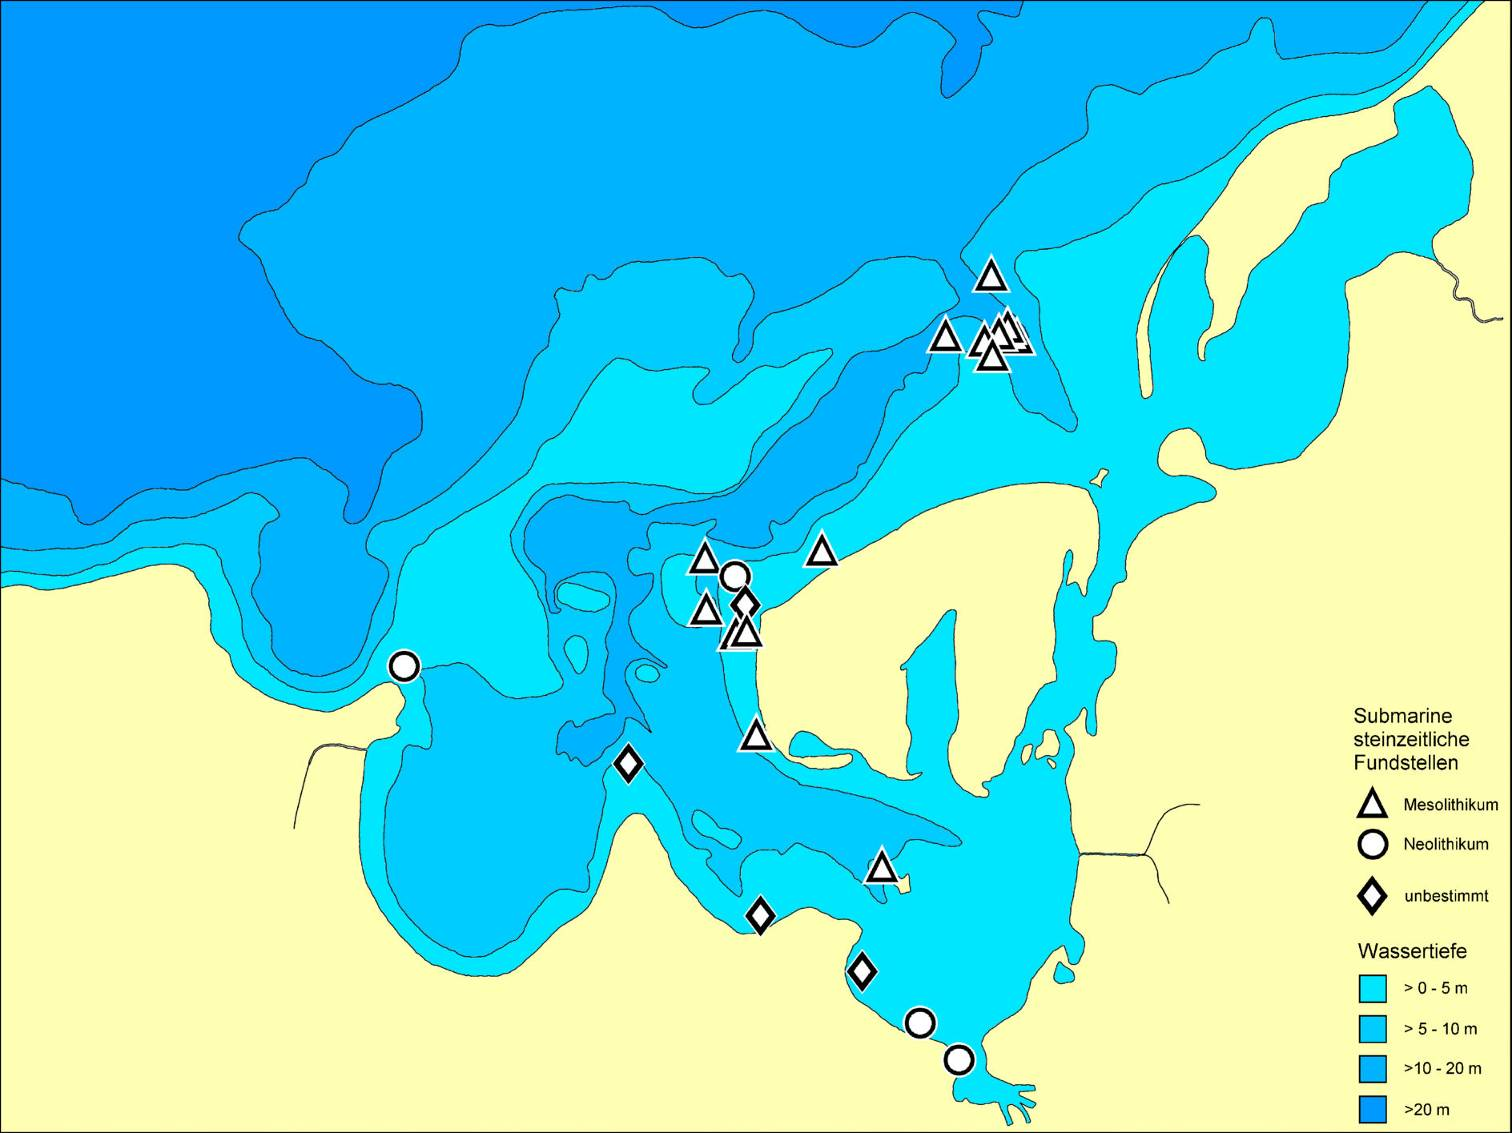 Submarine
steinzeitliche
Fundstellen
Mesolithikum
Neolithikum
unbestimmt
Wassertiefe
> 0 - 5 m
> 5 - 10 m
>10 - 20 m
>20 m